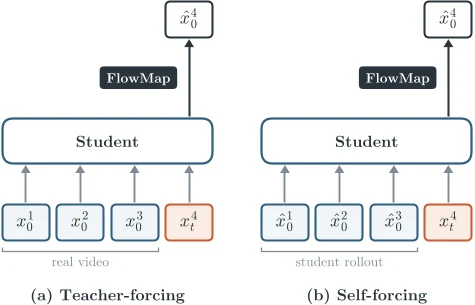 x̂₀⁴ x̂₀⁴
FlowMap FlowMap
Student Student
x₀¹ x₀² x₀³ xₜ⁴ x̂₀¹ x̂₀² x̂₀³ xₜ⁴
real video student rollout
(a) Teacher-forcing (b) Self-forcing